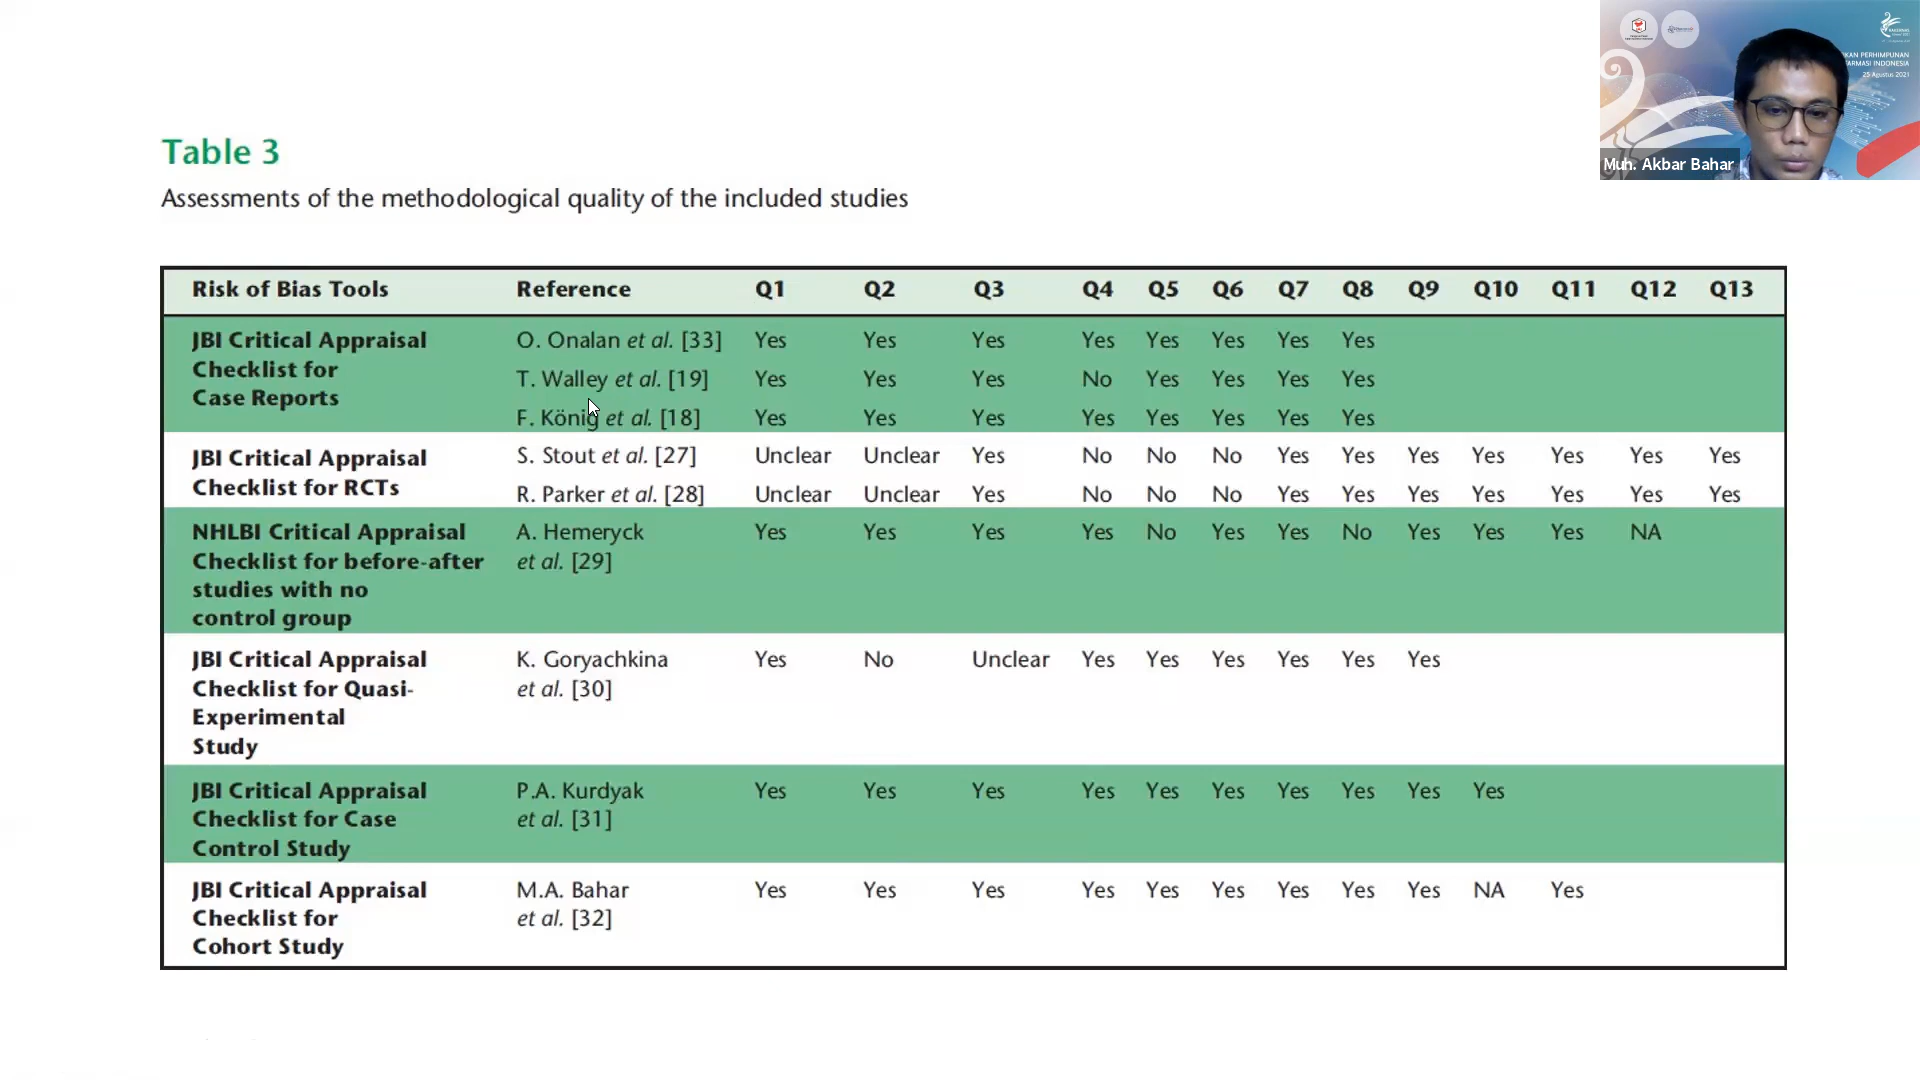 KAN PERHIMPUNAN
ARMASI INDONESIA
25 Agustus 2021
Muh. Akbar Bahar
Table 3
Assessments of the methodological quality of the included studies
Risk of Bias Tools Reference Q1 Q2 Q3 Q4 Q5 Q6 Q7 Q8 Q9 Q10 Q11 Q12 Q13
JBI Critical Appraisal O. Onalan et al. [33] Yes Yes Yes Yes Yes Yes Yes Yes
Checklist for T. Walley et al. [19] Yes Yes Yes No Yes Yes Yes Yes
Case Reports F. König et al. [18] Yes Yes Yes Yes Yes Yes Yes Yes
JBI Critical Appraisal S. Stout et al. [27] Unclear Unclear Yes No No No Yes Yes Yes Yes Yes Yes Yes
Checklist for RCTs R. Parker et al. [28] Unclear Unclear Yes No No No Yes Yes Yes Yes Yes Yes Yes
NHLBI Critical Appraisal A. Hemeryck Yes Yes Yes Yes No Yes Yes No Yes Yes Yes NA
Checklist for before-after et al. [29]
studies with no
control group
JBI Critical Appraisal K. Goryachkina Yes No Unclear Yes Yes Yes Yes Yes Yes
Checklist for Quasi- et al. [30]
Experimental
Study
JBI Critical Appraisal P.A. Kurdyak Yes Yes Yes Yes Yes Yes Yes Yes Yes Yes
Checklist for Case et al. [31]
Control Study
JBI Critical Appraisal M.A. Bahar Yes Yes Yes Yes Yes Yes Yes Yes Yes NA Yes
Checklist for et al. [32]
Cohort Study